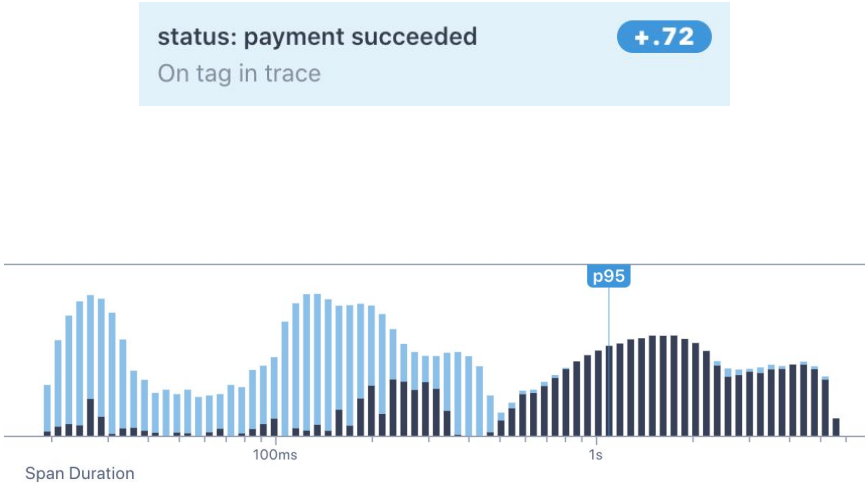 status: payment succeeded
+.72
On tag in trace
p95
100ms
1s
Span Duration